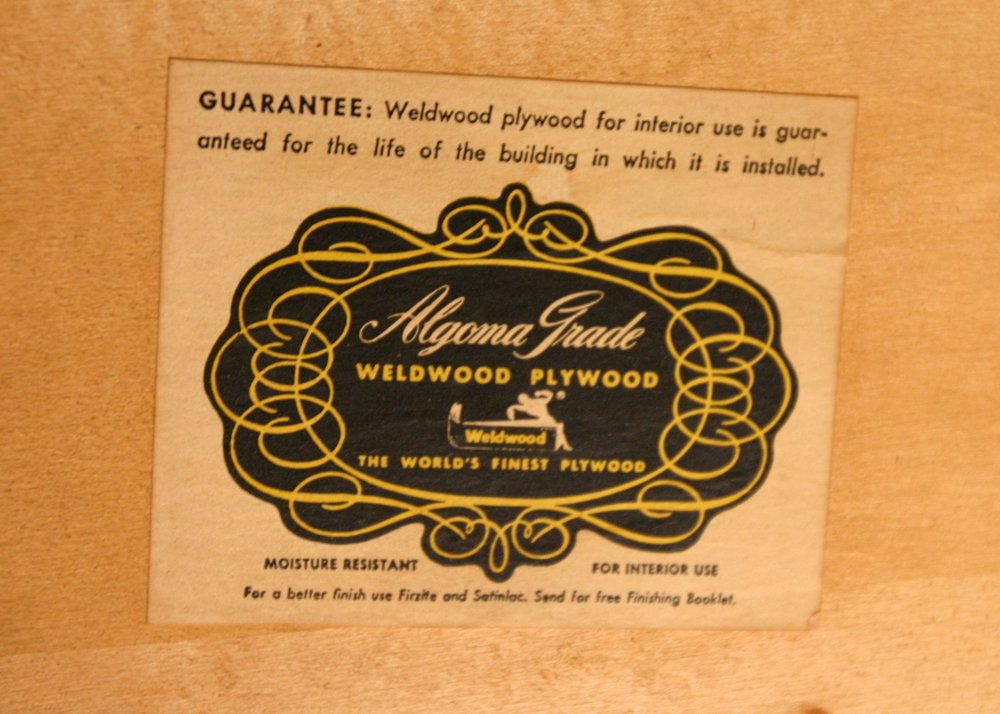 GUARANTEE: Weldwood plywood for interior use is guar-
anteed for the life of the building in which it is installed.
Algoma Grade
WELDWOOD PLYWOOD
Weldwood
THE WORLD'S FINEST PLYWOOD
MOISTURE RESISTANT FOR INTERIOR USE
For a better finish use Firzite and Satinlac. Send for free Finishing Booklet.